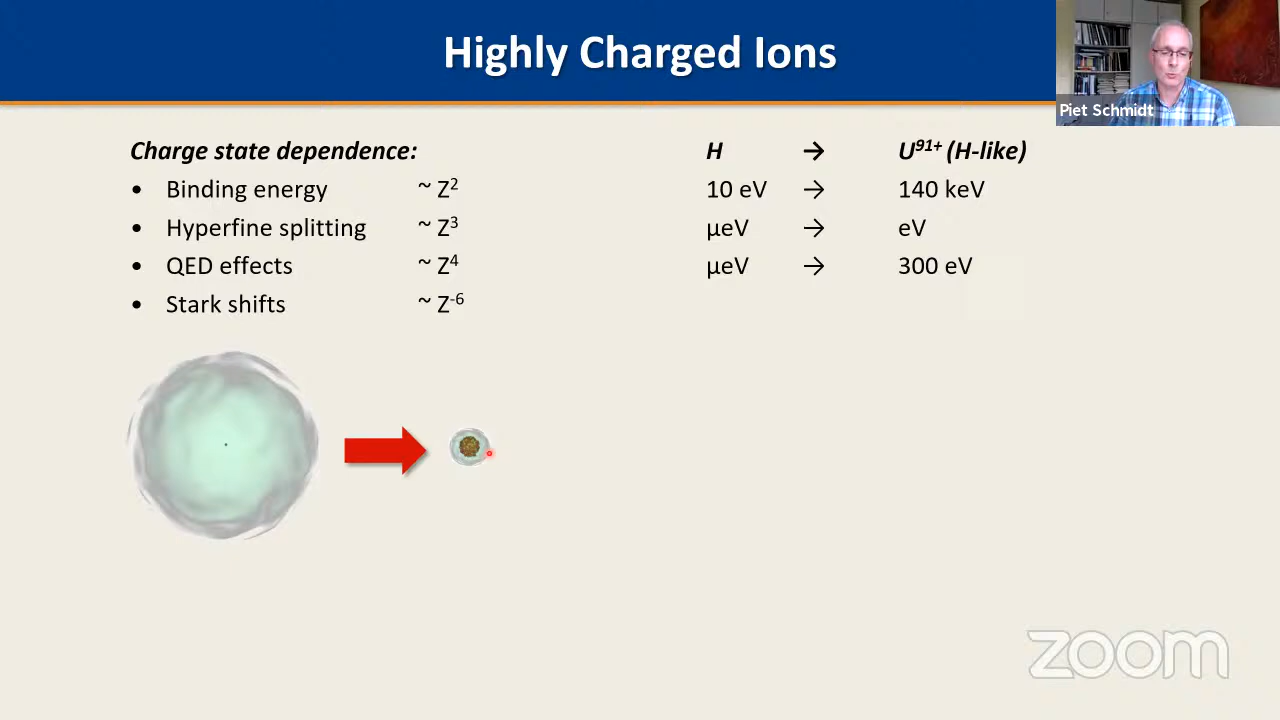 Highly Charged Ions
Piet Schmidt
Charge state dependence: H → U⁹¹⁺ (H-like)
• Binding energy ~ Z² 10 eV → 140 keV
• Hyperfine splitting ~ Z³ µeV → eV
• QED effects ~ Z⁴ µeV → 300 eV
• Stark shifts ~ Z⁻⁶
zoom